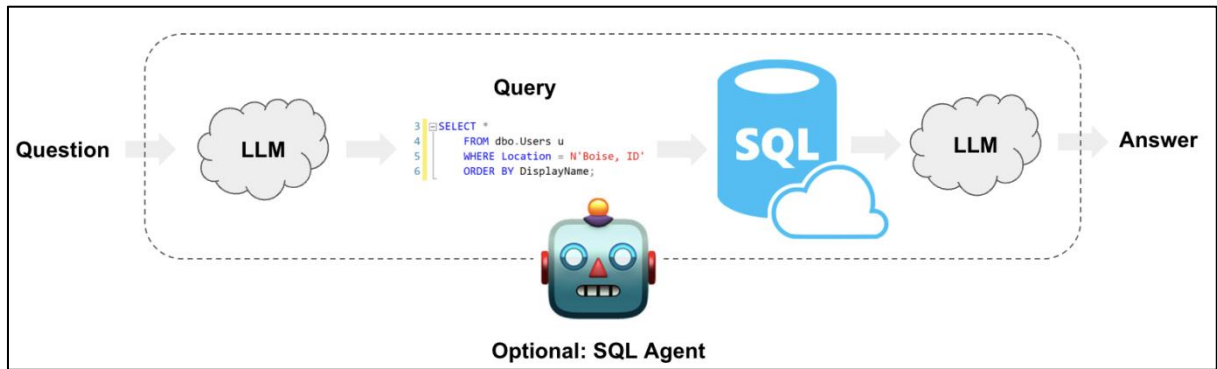 Query
Question
LLM
3 SELECT *
4 FROM dbo.Users u
5 WHERE Location = N'Boise, ID'
6 ORDER BY DisplayName;
SQL
LLM
Answer
Optional: SQL Agent